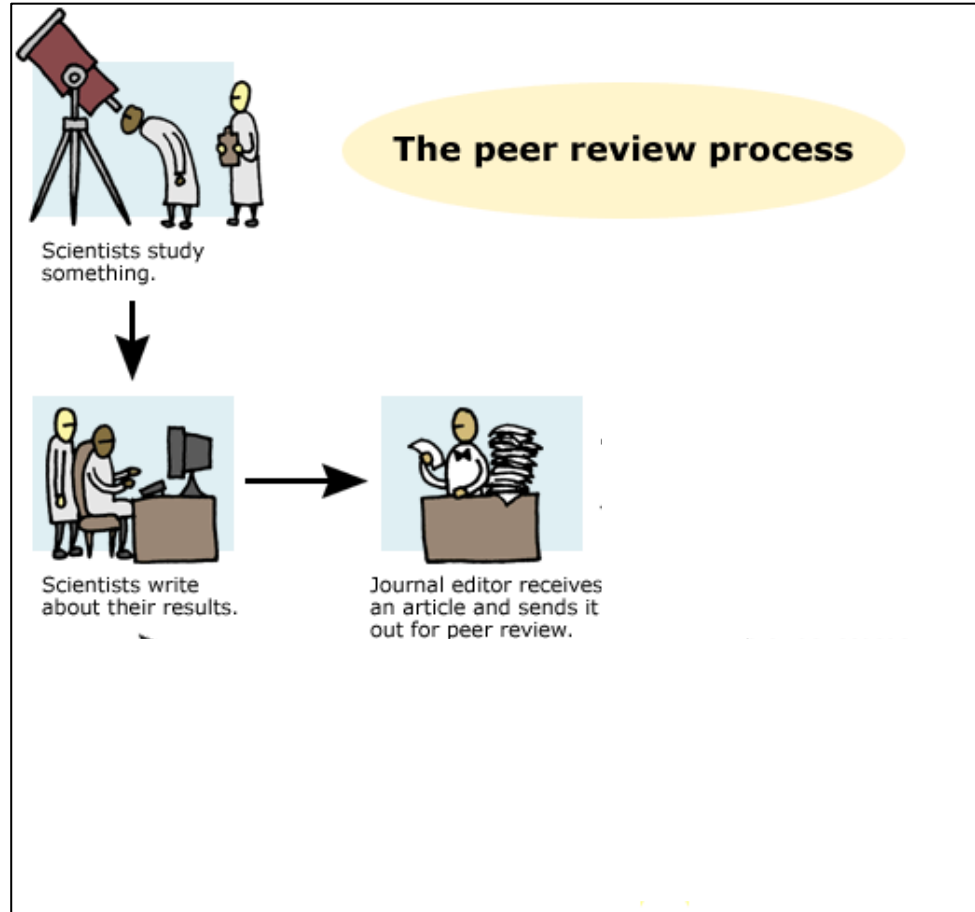 The peer review process
Scientists study
something.
Scientists write
about their results.
Journal editor receives
an article and sends it
out for peer review.